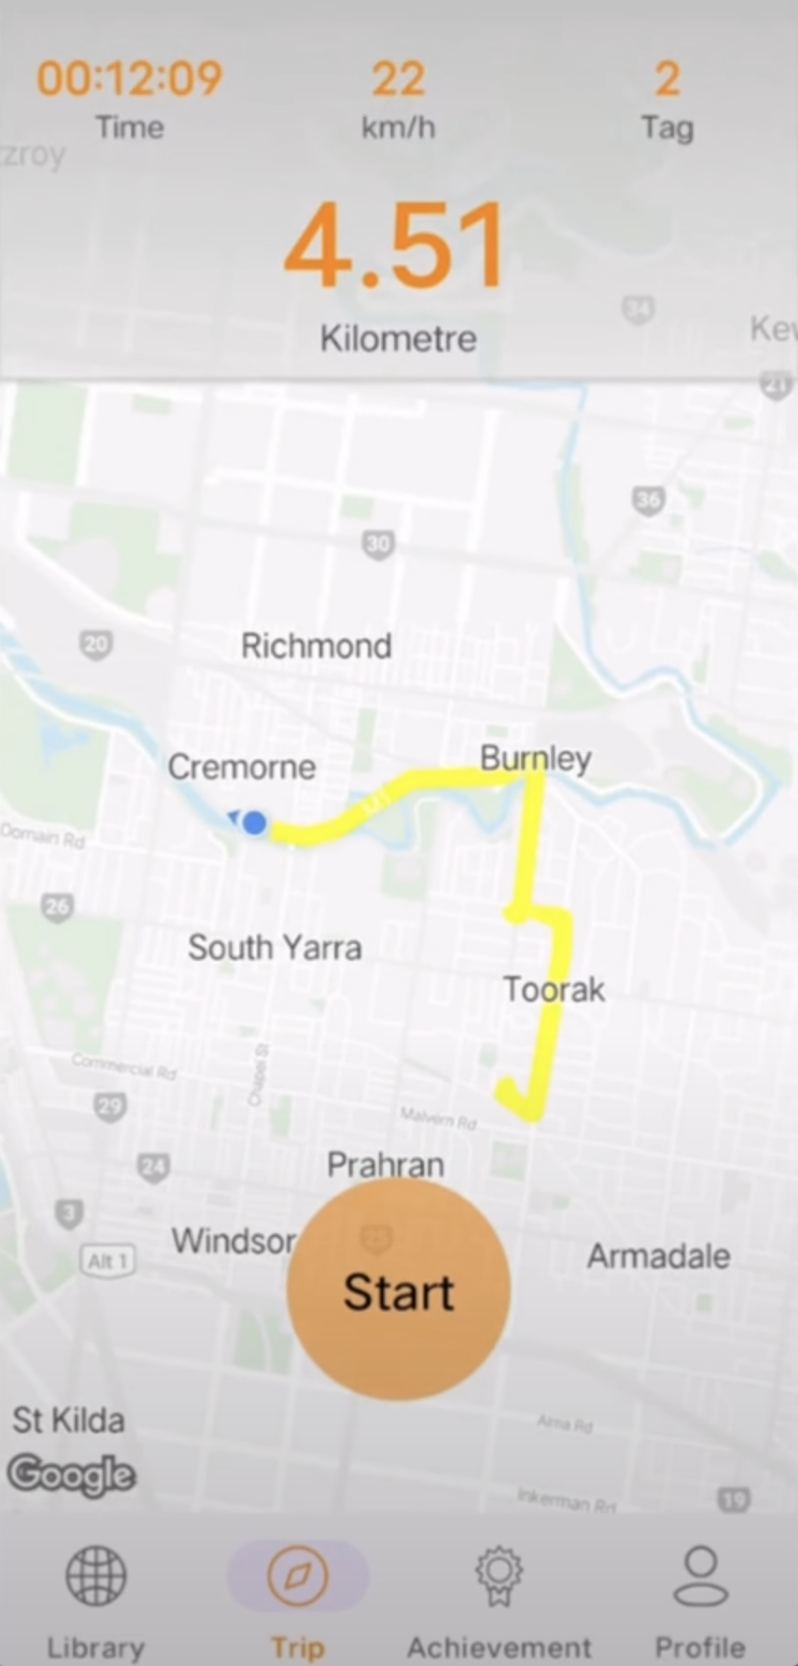 00:12:09 22 2
Time km/h Tag
zroy
4.51
34
Kilometre
Kew
21
36
30
20
Richmond
Burnley
Cremorne
Domain Rd
26
South Yarra
Toorak
Commercial Rd
Chapel St
29
Malvern Rd
24
Prahran
3
Windsor
Alt 1
Armadale
Start
St Kilda
Alma Rd
Google
Inkerman Rd
19
Library Trip Achievement Profile